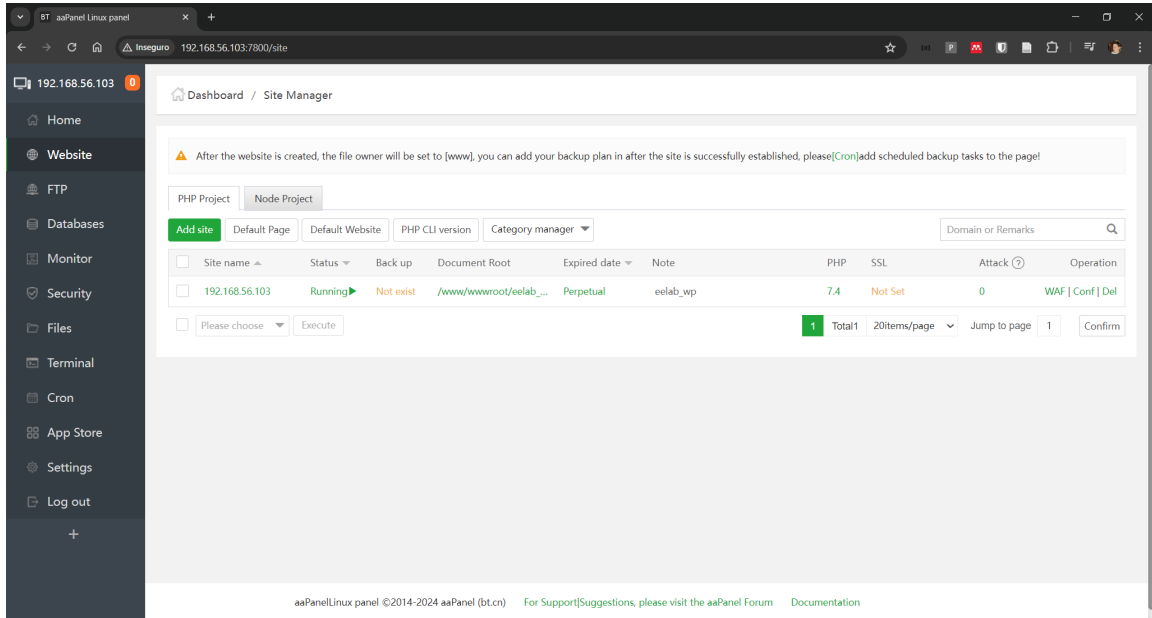 BT aaPanel Linux panel
Inseguro 192.168.56.103:7800/site
192.168.56.103 0
Home
Website
FTP
Databases
Monitor
Security
Files
Terminal
Cron
App Store
Settings
Log out
Dashboard / Site Manager
After the website is created, the file owner will be set to [www], you can add your backup plan in after the site is successfully established, please[Cron]add scheduled backup tasks to the page!
PHP Project Node Project
Add site Default Page Default Website PHP CLI version Category manager Domain or Remarks
Site name Status Back up Document Root Expired date Note PHP SSL Attack ? Operation
192.168.56.103 Running Not exist /www/wwwroot/eelab_... Perpetual eelab_wp 7.4 Not Set 0 WAF | Conf | Del
Please choose Execute 1 Total1 20items/page Jump to page 1 Confirm
aaPanelLinux panel ©2014-2024 aaPanel (bt.cn) For Support|Suggestions, please visit the aaPanel Forum Documentation